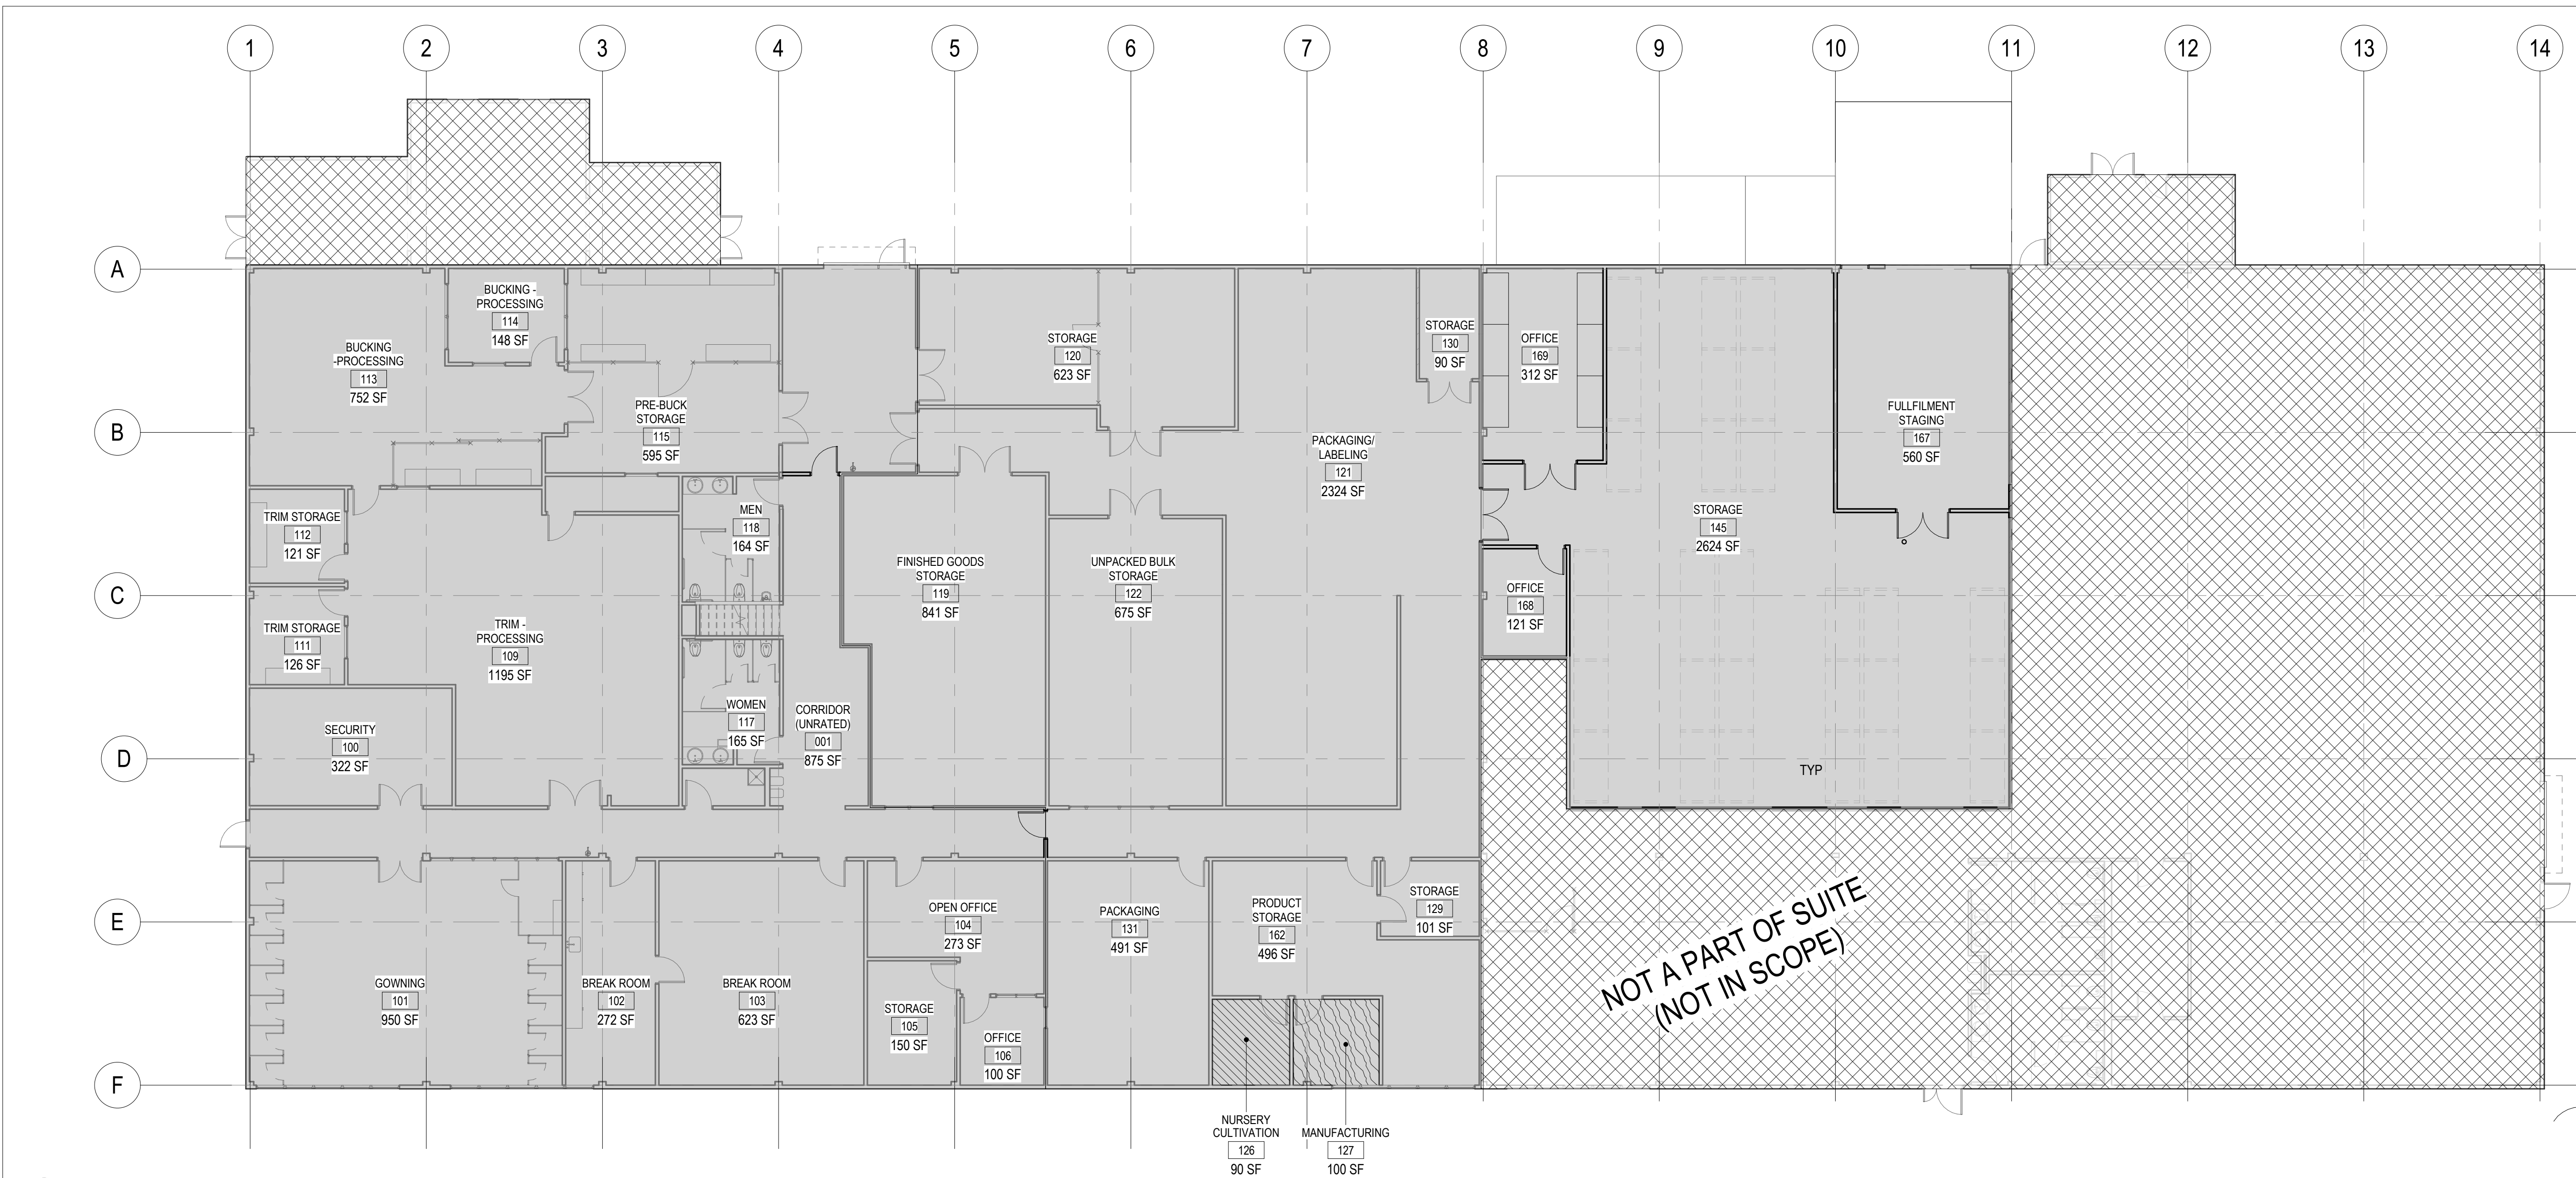 1 2 3 4 5 6 7 8 9 10 11 12 13 14
A
BUCKING -
PROCESSING
114
148 SF
BUCKING
-PROCESSING
113
752 SF
PRE-BUCK
STORAGE
115
595 SF
STORAGE
120
623 SF
STORAGE
130
90 SF
OFFICE
169
312 SF
FULLFILMENT
STAGING
167
560 SF
B
PACKAGING/
LABELING
121
2324 SF
TRIM STORAGE
112
121 SF
MEN
118
164 SF
STORAGE
145
2624 SF
FINISHED GOODS
STORAGE
119
841 SF
UNPACKED BULK
STORAGE
122
675 SF
OFFICE
168
121 SF
C
TRIM STORAGE
111
126 SF
TRIM -
PROCESSING
109
1195 SF
WOMEN
117
165 SF
CORRIDOR
(UNRATED)
001
875 SF
SECURITY
100
322 SF
D
TYP
E
GOWNING
101
950 SF
BREAK ROOM
102
272 SF
BREAK ROOM
103
623 SF
OPEN OFFICE
104
273 SF
STORAGE
105
150 SF
OFFICE
106
100 SF
PACKAGING
131
491 SF
PRODUCT
STORAGE
162
496 SF
STORAGE
129
101 SF
NOT A PART OF SUITE
(NOT IN SCOPE)
F
NURSERY
CULTIVATION
126
90 SF
MANUFACTURING
127
100 SF